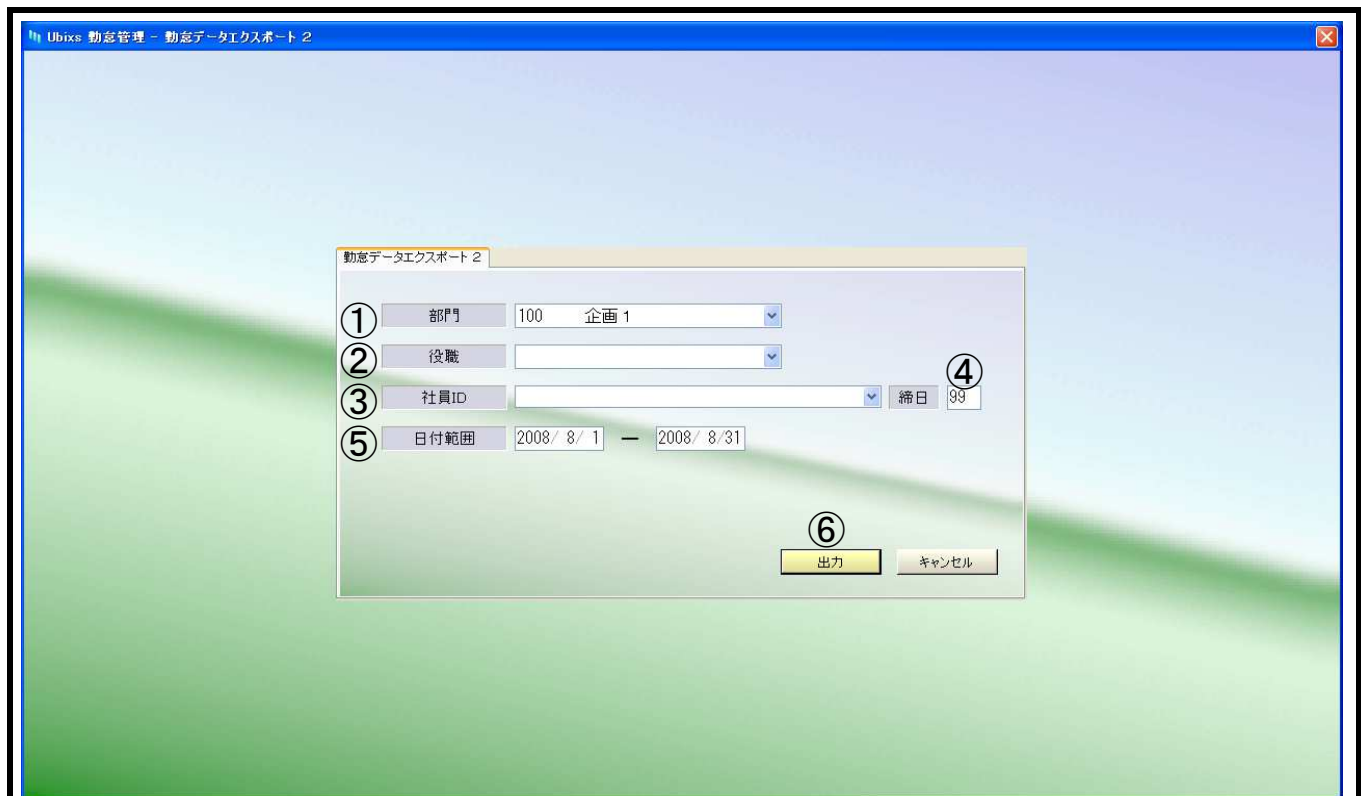 Ubixs 勤怠管理 - 勤怠データエクスポート 2
勤怠データエクスポート 2
① 部門 100 企画 1
② 役職
④
③ 社員ID 締日 99
⑤ 日付範囲 2008/ 8/ 1 ー 2008/ 8/31
⑥
出力 キャンセル